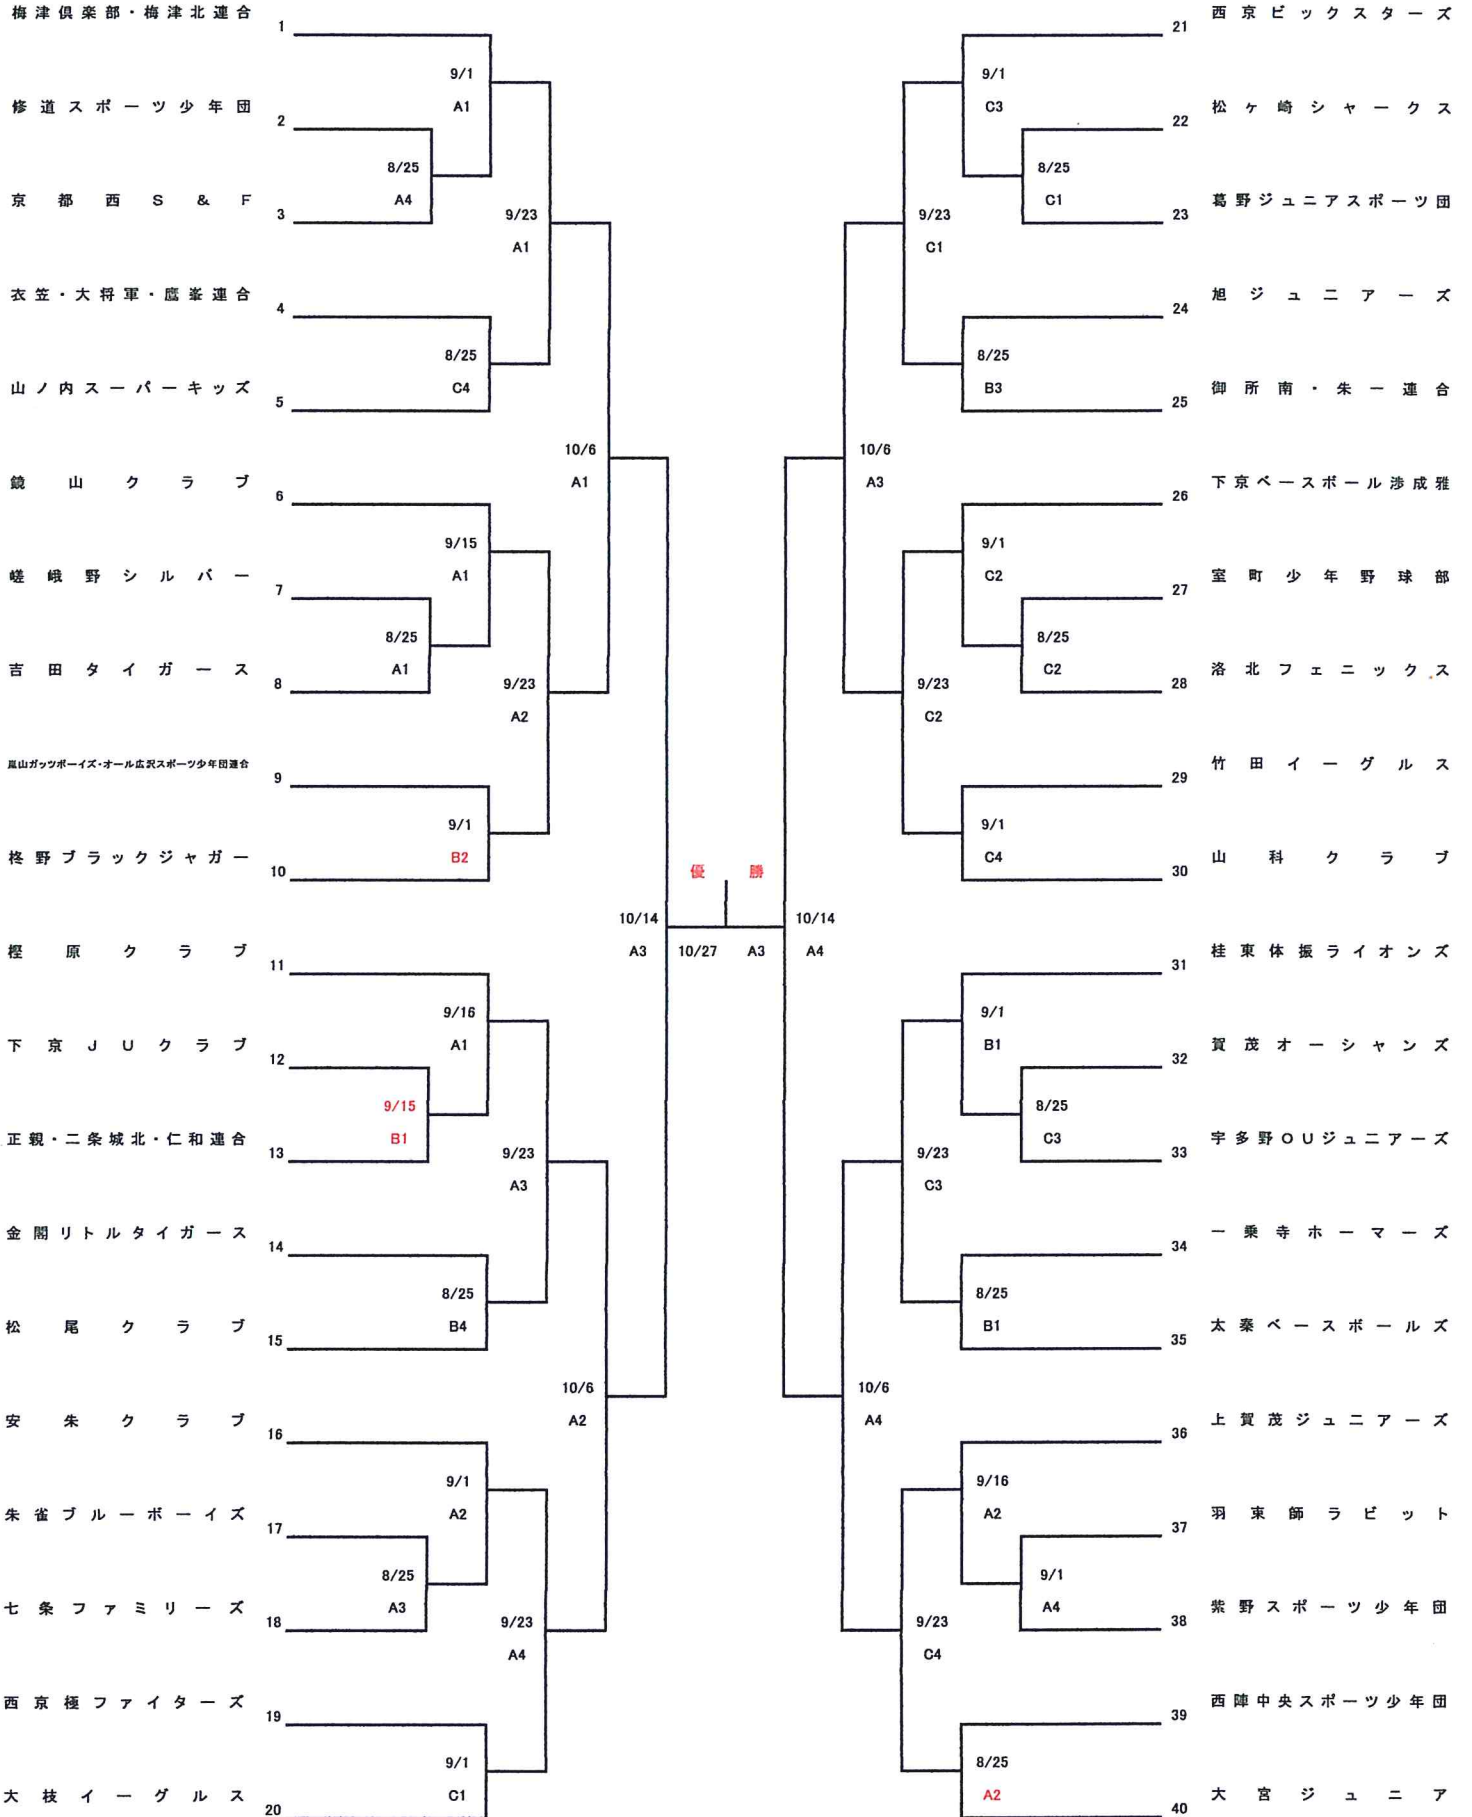 梅津倶楽部・梅津北連合
1
9/1
A1
修道スポーツ少年団
2
8/25
A4
京都西S&F
3
9/23
A1
衣笠・大将軍・鷹峯連合
4
8/25
C4
山ノ内スーパーキッズ
5
10/6
A1
鏡山クラブ
6
9/15
A1
嵯峨野シルバー
7
8/25
A1
吉田タイガース
8
9/23
A2
嵐山ガッツボーイズ・オール広沢スポーツ少年団連合
9
9/1
B2
柊野ブラックジャガー
10
樫原クラブ
11
9/16
A1
下京JUクラブ
12
9/15
B1
正親・二条城北・仁和連合
13
9/23
A3
金閣リトルタイガース
14
8/25
B4
松尾クラブ
15
10/6
A2
安朱クラブ
16
9/1
A2
朱雀ブルーボーイズ
17
8/25
A3
七条ファミリーズ
18
9/23
A4
西京極ファイターズ
19
9/1
C1
大枝イーグルス
20
優勝
10/14
A3
10/27 A3
10/14
A4
西京ビックスターズ
21
9/1
C3
松ヶ崎シャークス
22
8/25
C1
葛野ジュニアスポーツ団
23
9/23
C1
旭ジュニアーズ
24
8/25
B3
御所南・朱一連合
25
10/6
A3
下京ベースボール渉成雅
26
9/1
C2
室町少年野球部
27
8/25
C2
洛北フェニックス
28
9/23
C2
竹田イーグルス
29
9/1
C4
山科クラブ
30
桂東体振ライオンズ
31
9/1
B1
賀茂オーシャンズ
32
8/25
C3
宇多野OUジュニアーズ
33
9/23
C3
一乗寺ホーマーズ
34
8/25
B1
太秦ベースボールズ
35
10/6
A4
上賀茂ジュニアーズ
36
9/16
A2
羽束師ラビット
37
9/1
A4
紫野スポーツ少年団
38
9/23
C4
西陣中央スポーツ少年団
39
8/25
A2
大宮ジュニア
40